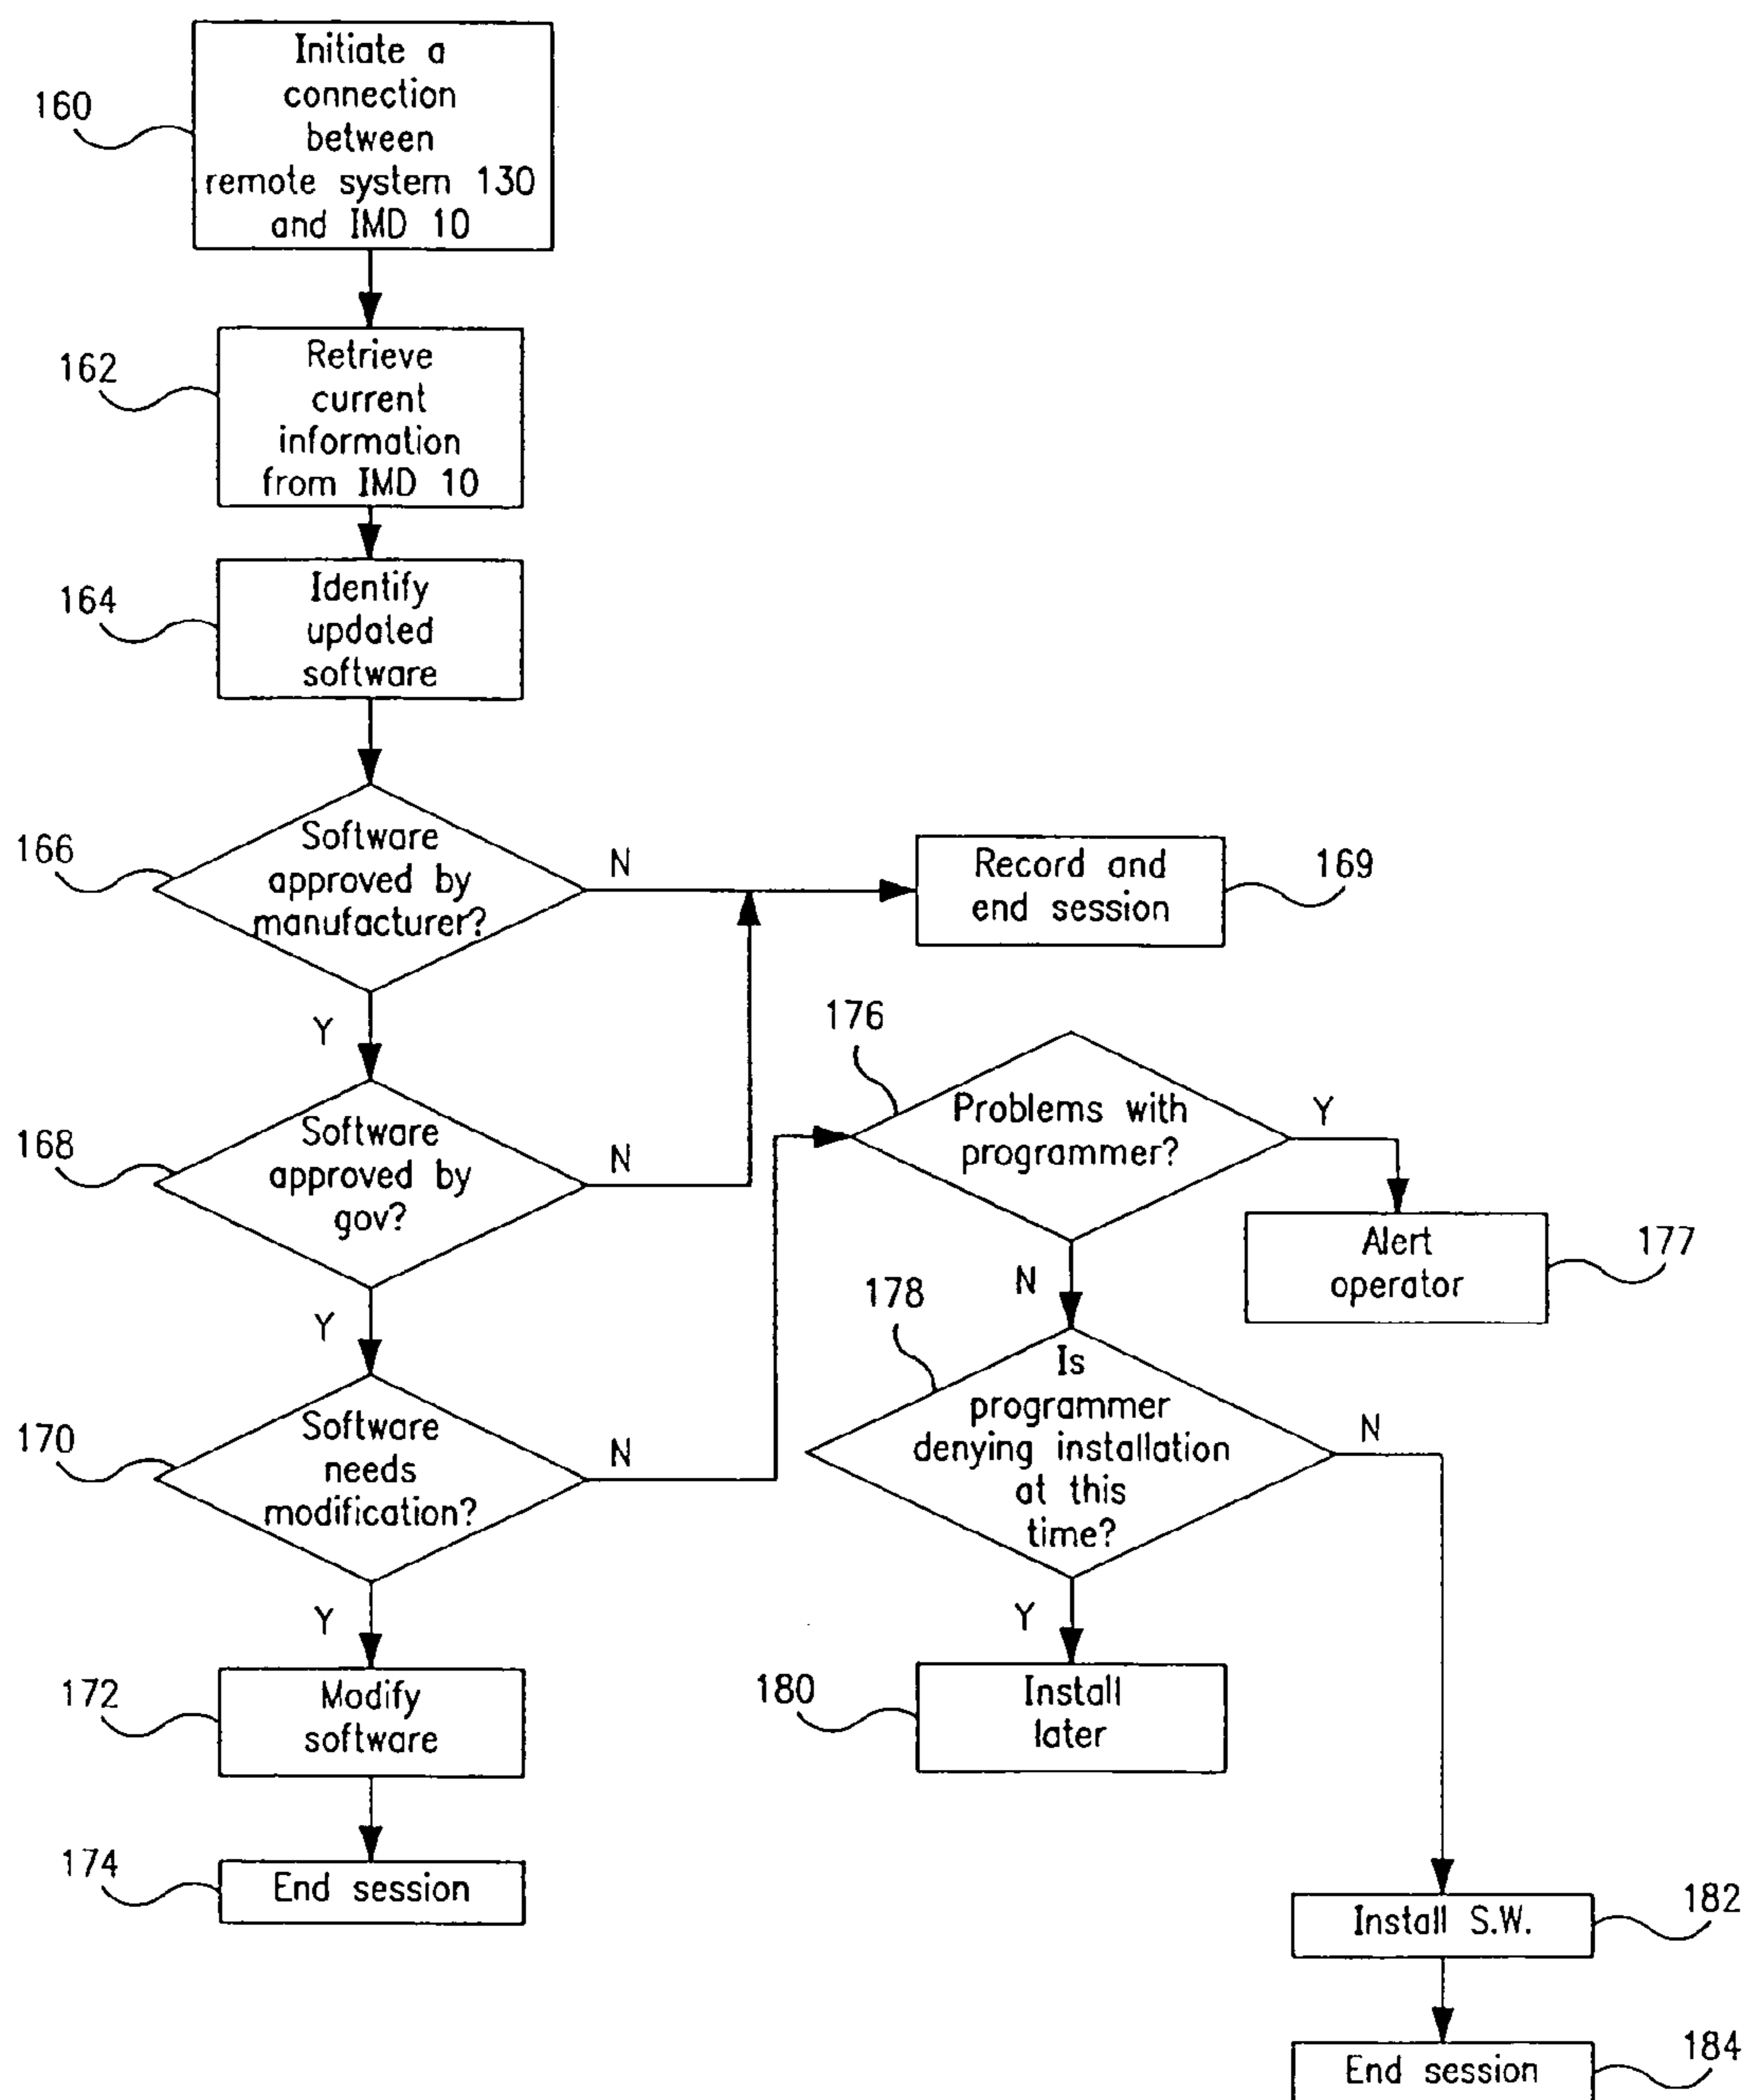 160
Initiate a
connection
between
remote system 130
and IMD 10
162
Retrieve
current
information
from IMD 10
164
Identify
updated
software
166
Software
approved by
manufacturer?
N
Y
Record and
end session
169
168
Software
approved by
gov?
N
Y
170
Software
needs
modification?
N
Y
172
Modify
software
174
End session
176
Problems with
programmer?
Y
N
Alert
operator
177
178
Is
programmer
denying installation
at this
time?
N
Y
180
Install
later
Install S.W.
182
End session
184